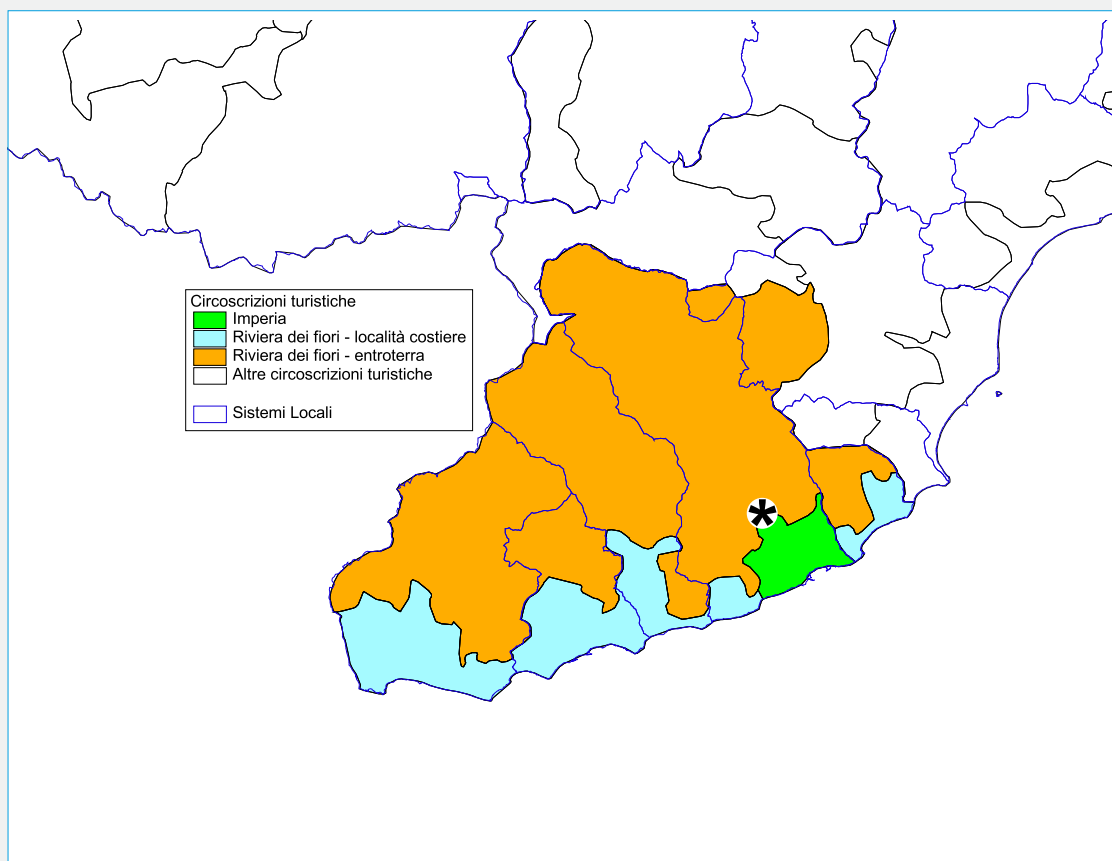 Circoscrizioni turistiche
Imperia
Riviera dei fiori - località costiere
Riviera dei fiori - entroterra
Altre circoscrizioni turistiche
Sistemi Locali
*